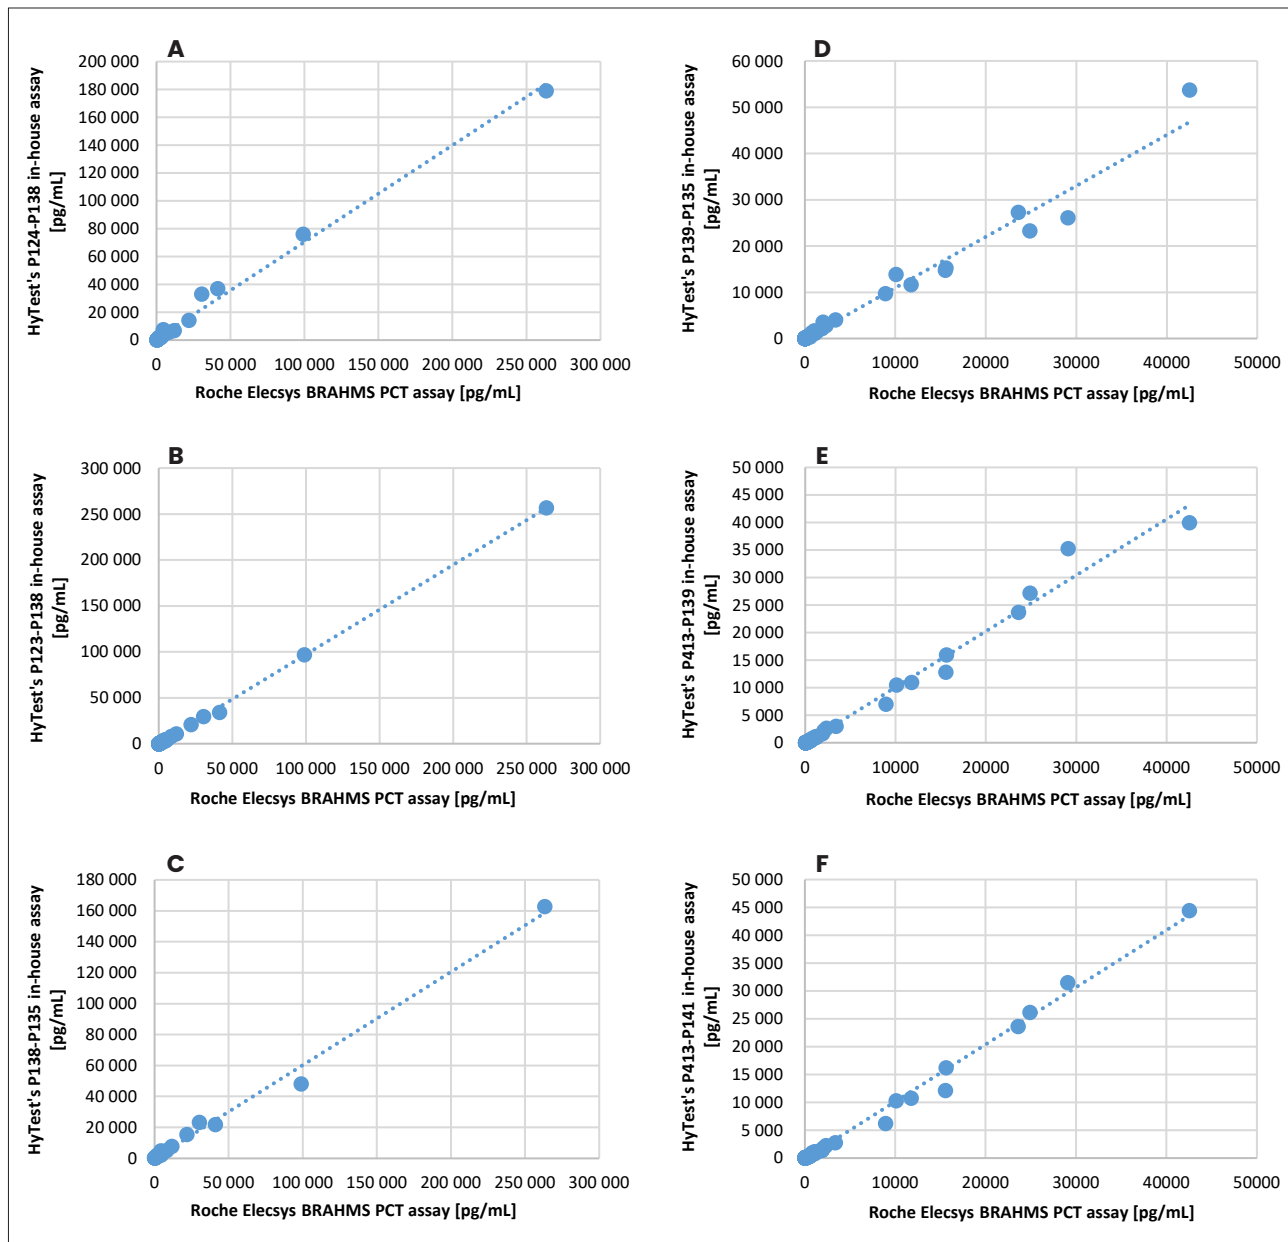 A
HyTest's P124-P138 in-house assay
[pg/mL]
200 000
180 000
160 000
140 000
120 000
100 000
80 000
60 000
40 000
20 000
0
0 50 000 100 000 150 000 200 000 250 000 300 000
Roche Elecsys BRAHMS PCT assay [pg/mL]
B
HyTest's P123-P138 in-house assay
[pg/mL]
300 000
250 000
200 000
150 000
100 000
50 000
0
0 50 000 100 000 150 000 200 000 250 000 300 000
Roche Elecsys BRAHMS PCT assay [pg/mL]
C
HyTest's P138-P135 in-house assay
[pg/mL]
180 000
160 000
140 000
120 000
100 000
80 000
60 000
40 000
20 000
0
0 50 000 100 000 150 000 200 000 250 000 300 000
Roche Elecsys BRAHMS PCT assay [pg/mL]
D
HyTest's P139-P135 in-house assay
[pg/mL]
60 000
50 000
40 000
30 000
20 000
10 000
0
0 10000 20000 30000 40000 50000
Roche Elecsys BRAHMS PCT assay [pg/mL]
E
HyTest's P413-P139 in-house assay
[pg/mL]
50 000
45 000
40 000
35 000
30 000
25 000
20 000
15 000
10 000
5 000
0
0 10000 20000 30000 40000 50000
Roche Elecsys BRAHMS PCT assay [pg/mL]
F
HyTest's P413-P141 in-house assay
[pg/mL]
50 000
45 000
40 000
35 000
30 000
25 000
20 000
15 000
10 000
5 000
0
0 10000 20000 30000 40000 50000
Roche Elecsys BRAHMS PCT assay [pg/mL]